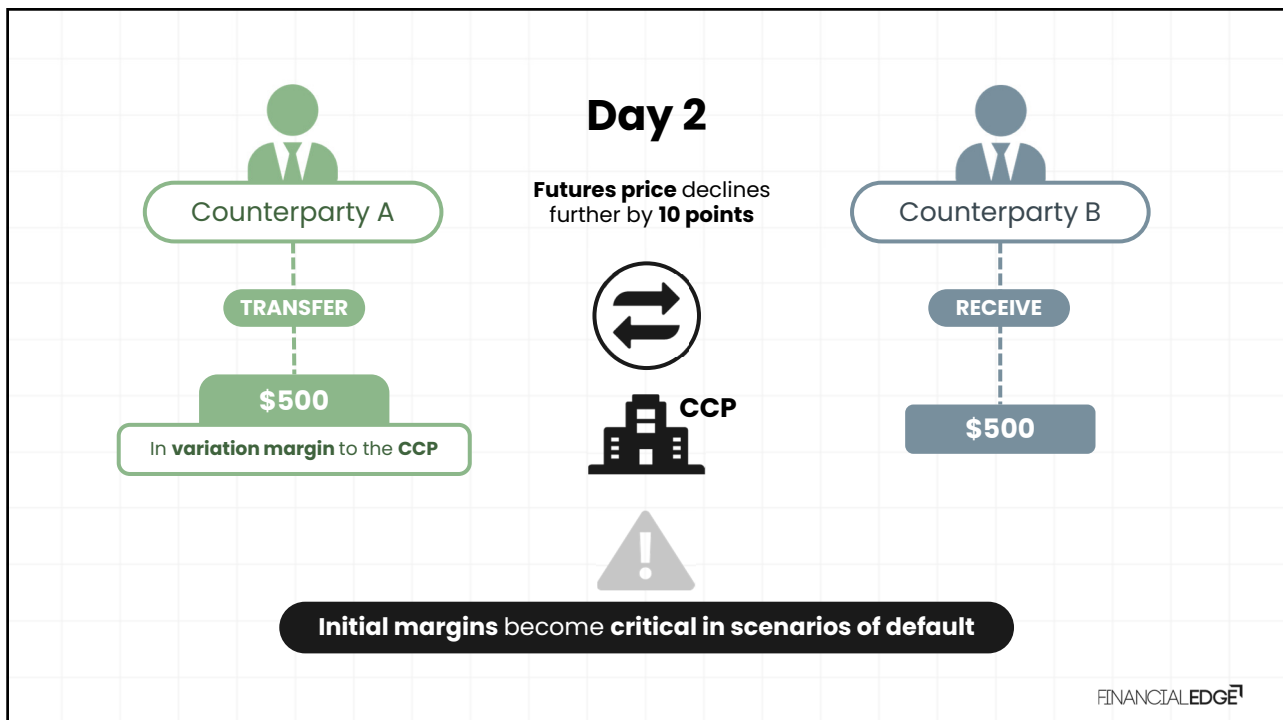 Day 2
Futures price declines
further by 10 points
Counterparty A
TRANSFER
$500
In variation margin to the CCP
CCP
Counterparty B
RECEIVE
$500
!
Initial margins become critical in scenarios of default
FINANCIALEDGE